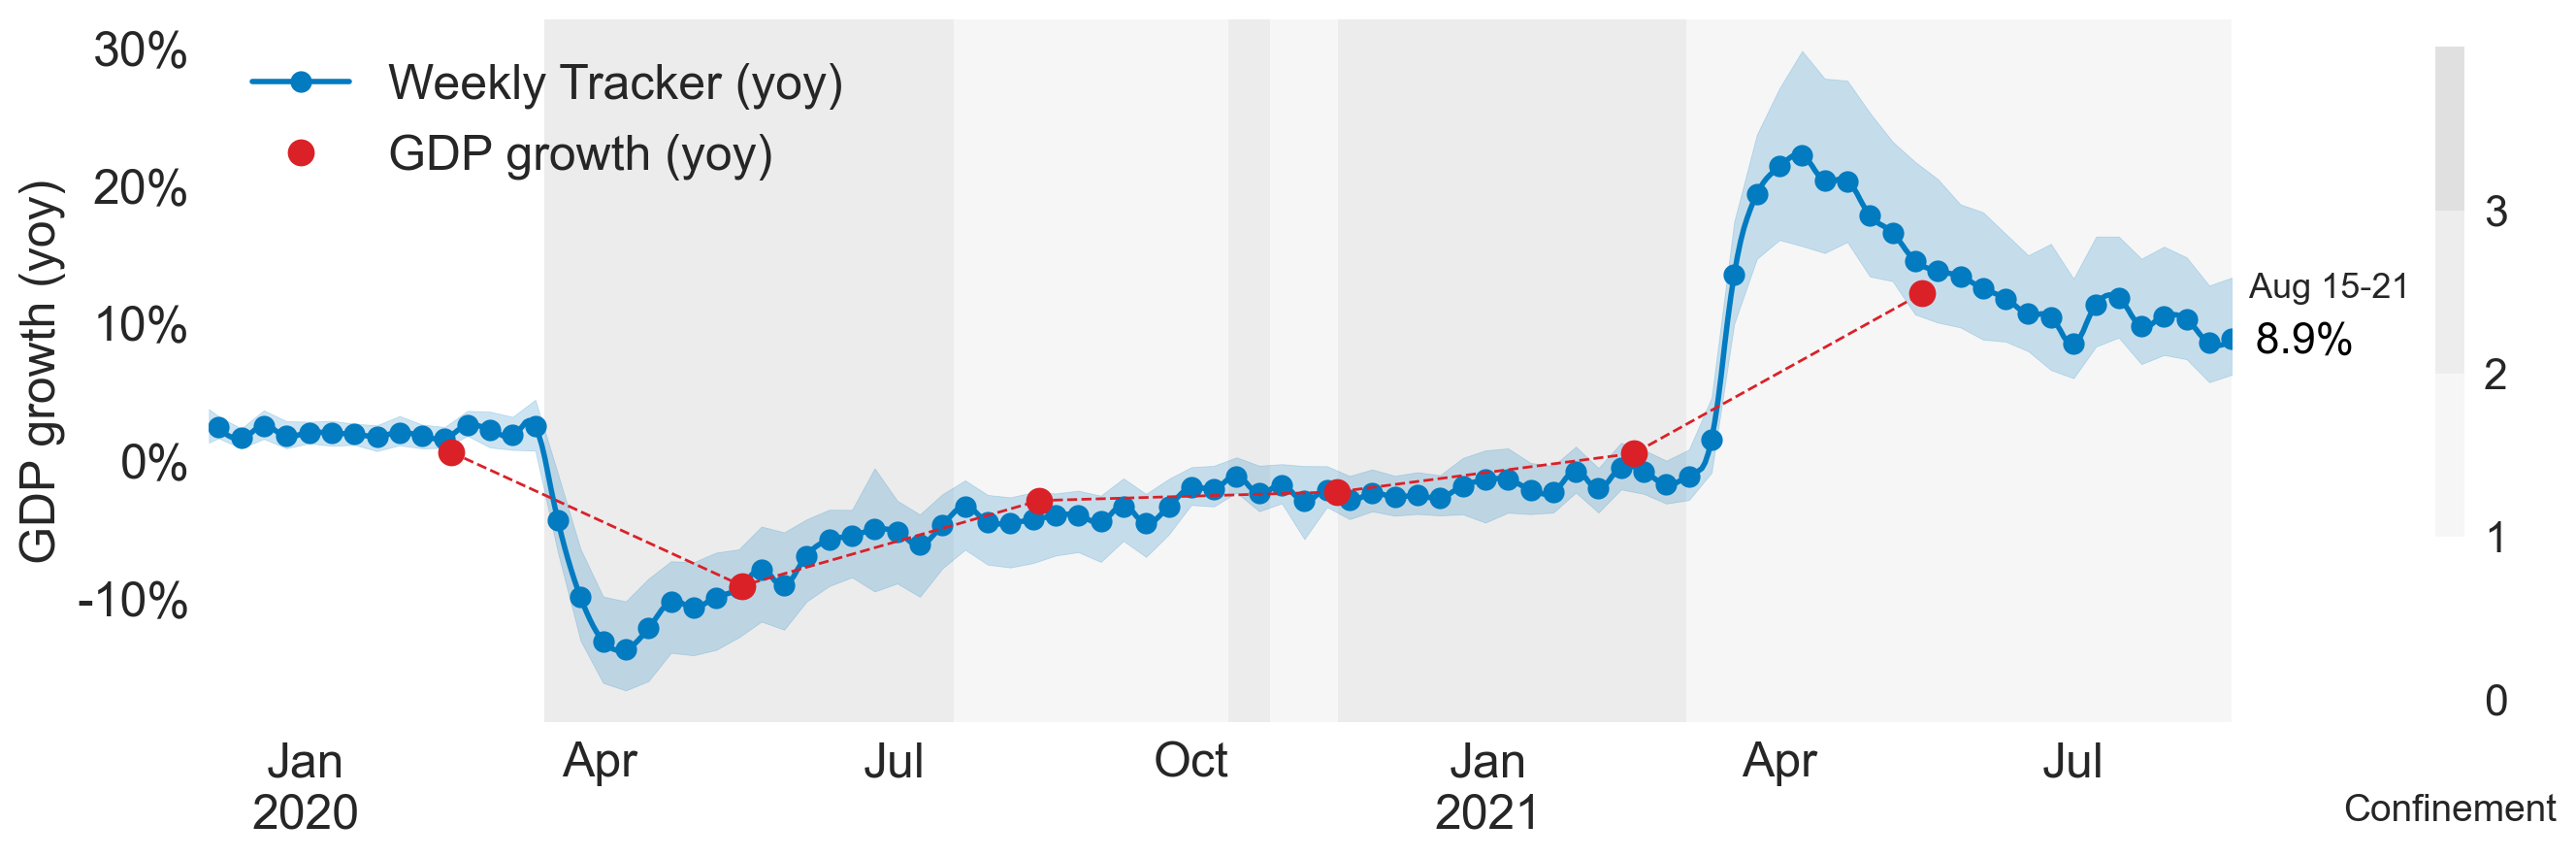 30%
20%
10%
0%
-10%
GDP growth (yoy)
Weekly Tracker (yoy)
GDP growth (yoy)
Aug 15-21
8.9%
3
2
1
0
Confinement
Jan
2020
Apr
Jul
Oct
Jan
2021
Apr
Jul